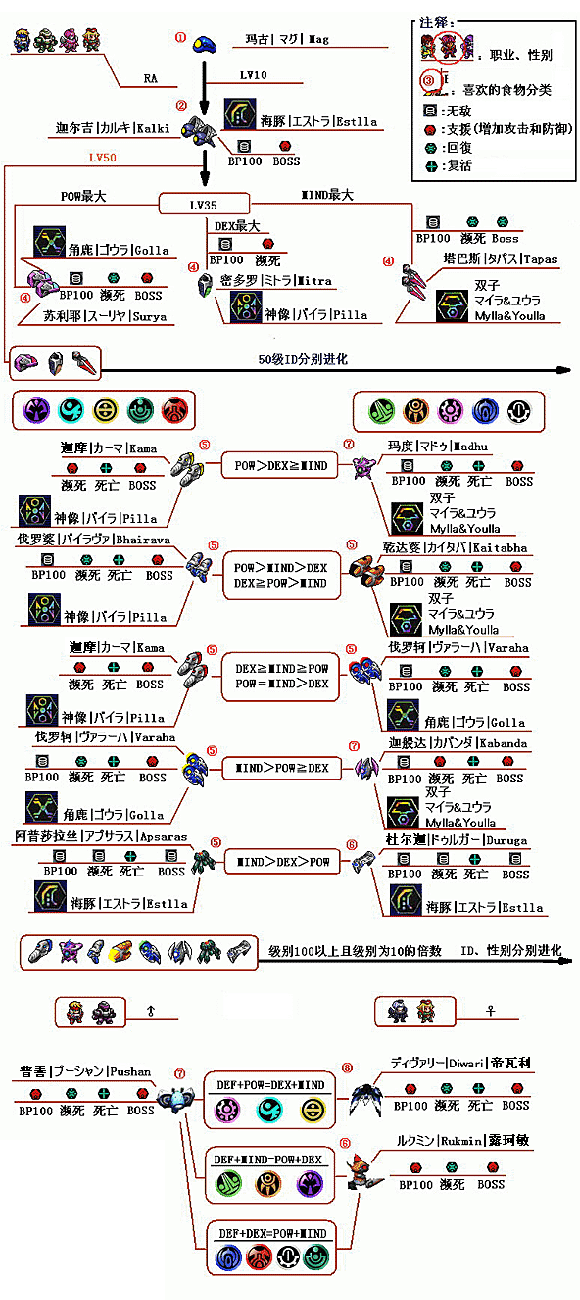 注释：
：职业、性别
③
：喜欢的食物分类
:无敌
:支援(增加攻击和防御)
:回復
:复活
RA
① 玛古|マグ|Mag
LV10
②
迦尔吉|カルキ|Kalki
海豚|エストラ|Estlla
BP100 BOSS
LV50
LV35
POW最大
DEX最大
MIND最大
角鹿|ゴウラ|Golla
④ BP100 濒死 BOSS
苏利耶|スーリヤ|Surya
BP100 濒死
④ 密多罗|ミトラ|Mitra
神像|パイラ|Pilla
BP100 濒死 Boss
④ 塔巴斯|タパス|Tapas
双子
マイラ&ユウラ
Mylla&Youlla
50级ID分别进化
迦摩|カーマ|Kama
⑤
濒死 死亡 BOSS
神像|パイラ|Pilla
POW>DEX≧MIND
⑦
玛度|マドゥ|Madhu
BP100 濒死 死亡 BOSS
双子
マイラ&ユウラ
Mylla&Youlla
伐罗婆|バイラヴァ|Bhairava
⑤
BP100 濒死 死亡 BOSS
神像|パイラ|Pilla
POW>MIND>DEX
DEX≧POW>MIND
⑤
乾达婆|カイタバ|Kaitabha
BP100 濒死 死亡 BOSS
双子
マイラ&ユウラ
Mylla&Youlla
迦摩|カーマ|Kama
⑤
濒死 死亡 BOSS
神像|パイラ|Pilla
DEX≧MIND≧POW
POW=MIND>DEX
⑤
伐罗轲|ヴァラーハ|Varaha
BP100 濒死 死亡 BOSS
角鹿|ゴウラ|Golla
伐罗轲|ヴァラーハ|Varaha
⑤
BP100 濒死 死亡 BOSS
角鹿|ゴウラ|Golla
MIND>POW≧DEX
⑦
迦槃达|カバンダ|Kabanda
BP100 濒死 死亡 BOSS
双子
マイラ&ユウラ
Mylla&Youlla
阿普莎拉丝|アプサラス|Apsaras
⑤
BP100 濒死 死亡 BOSS
海豚|エストラ|Estlla
MIND>DEX>POW
⑥
杜尔迦|ドゥルガー|Duruga
BP100 濒死 死亡 BOSS
海豚|エストラ|Estlla
级别100以上且级别为10的倍数 ID、性别分别进化
♂
♀
普善|プーシャン|Pushan
⑦
BP100 濒死 死亡 BOSS
DEF+POW=DEX+MIND
⑧
ディヴァリー|Diwari|帝瓦利
BP100 濒死 死亡 BOSS
DEF+MIND=POW+DEX
⑥
ルクミン|Rukmin|露珂敏
BP100 濒死 BOSS
DEF+DEX=POW+MIND